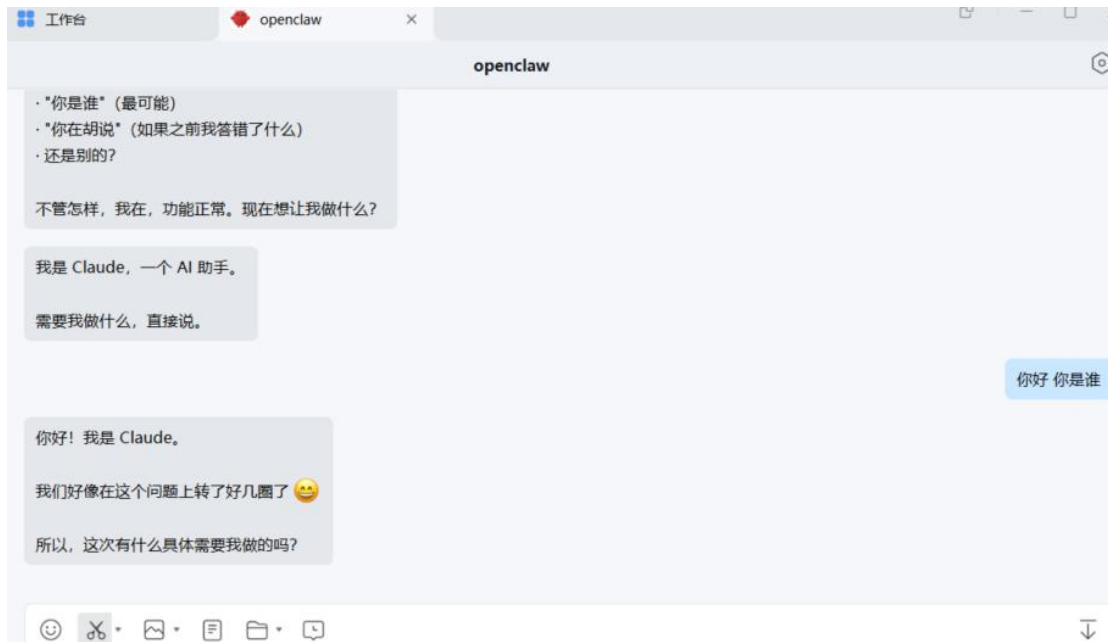 工作台
openclaw
openclaw
· "你是谁"（最可能）
· "你在胡说"（如果之前我答错了什么）
· 还是别的？
不管怎样，我在，功能正常。现在想让我做什么？
我是 Claude，一个 AI 助手。
需要我做什么，直接说。
你好 你是谁
你好！我是 Claude。
我们好像在这个问题上转了好几圈了 😄
所以，这次有什么具体需要我做的吗？